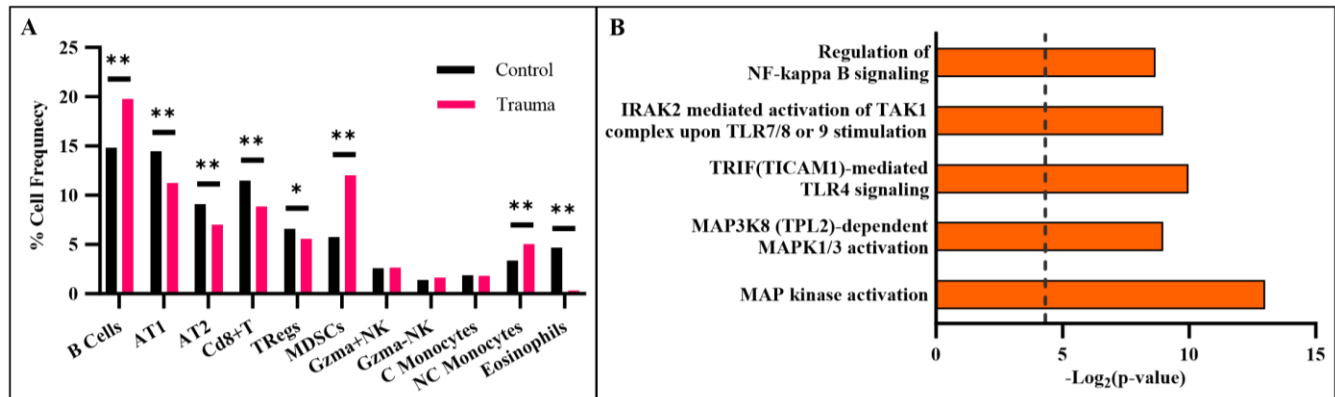 A
% Cell Frequnecy
25
20
15
10
5
0
**
**
**
**
*
**
**
**
Control
Trauma
B Cells
AT1
AT2
Cd8+T
TRegs
MDSCs
Gzma+NK
Gzma-NK
C Monocytes
NC Monocytes
Eosinophils
B
Regulation of
NF-kappa B signaling
IRAK2 mediated activation of TAK1
complex upon TLR7/8 or 9 stimulation
TRIF(TICAM1)-mediated
TLR4 signaling
MAP3K8 (TPL2)-dependent
MAPK1/3 activation
MAP kinase activation
0
5
10
15
-Log₂(p-value)